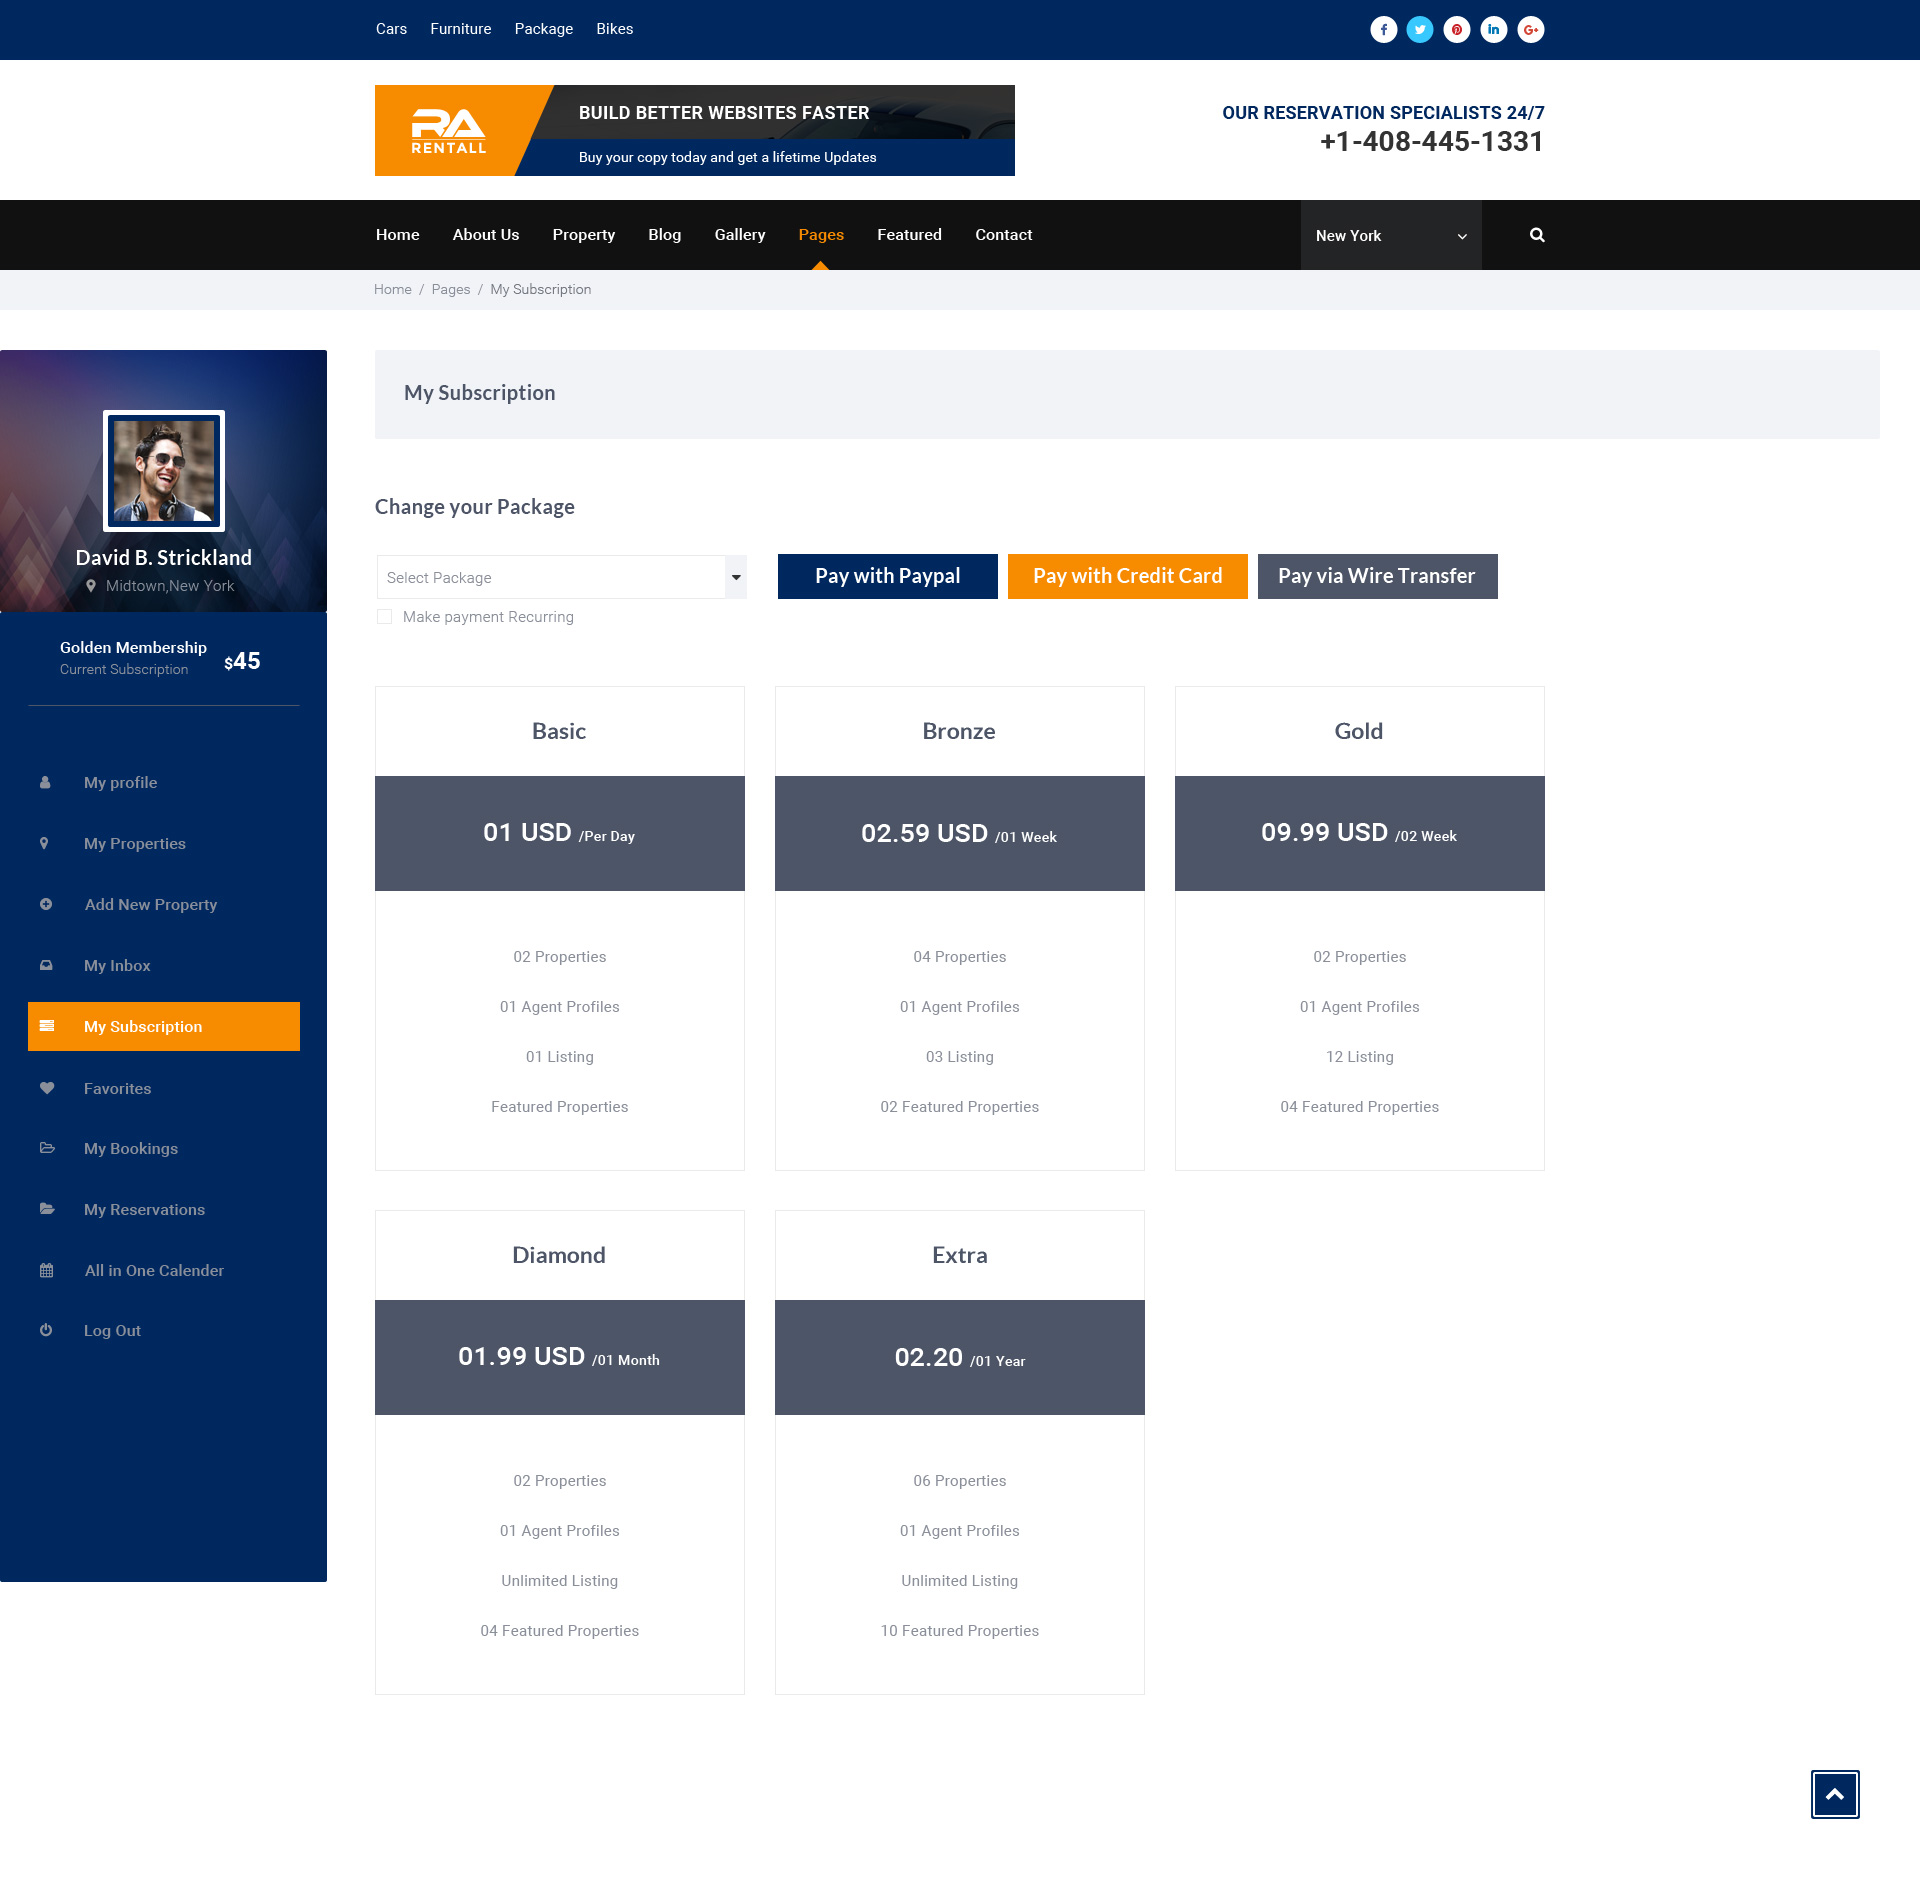 Cars Furniture Package Bikes
RA
RENTALL
BUILD BETTER WEBSITES FASTER
Buy your copy today and get a lifetime Updates
OUR RESERVATION SPECIALISTS 24/7
+1-408-445-1331
Home About Us Property Blog Gallery Pages Featured Contact
New York
Home / Pages / My Subscription
David B. Strickland
Midtown,New York
Golden Membership
Current Subscription
$45
My profile
My Properties
Add New Property
My Inbox
My Subscription
Favorites
My Bookings
My Reservations
All in One Calender
Log Out
My Subscription
Change your Package
Select Package
Make payment Recurring
Pay with Paypal
Pay with Credit Card
Pay via Wire Transfer
Basic
01 USD /Per Day
02 Properties
01 Agent Profiles
01 Listing
Featured Properties
Bronze
02.59 USD /01 Week
04 Properties
01 Agent Profiles
03 Listing
02 Featured Properties
Gold
09.99 USD /02 Week
02 Properties
01 Agent Profiles
12 Listing
04 Featured Properties
Diamond
01.99 USD /01 Month
02 Properties
01 Agent Profiles
Unlimited Listing
04 Featured Properties
Extra
02.20 /01 Year
06 Properties
01 Agent Profiles
Unlimited Listing
10 Featured Properties